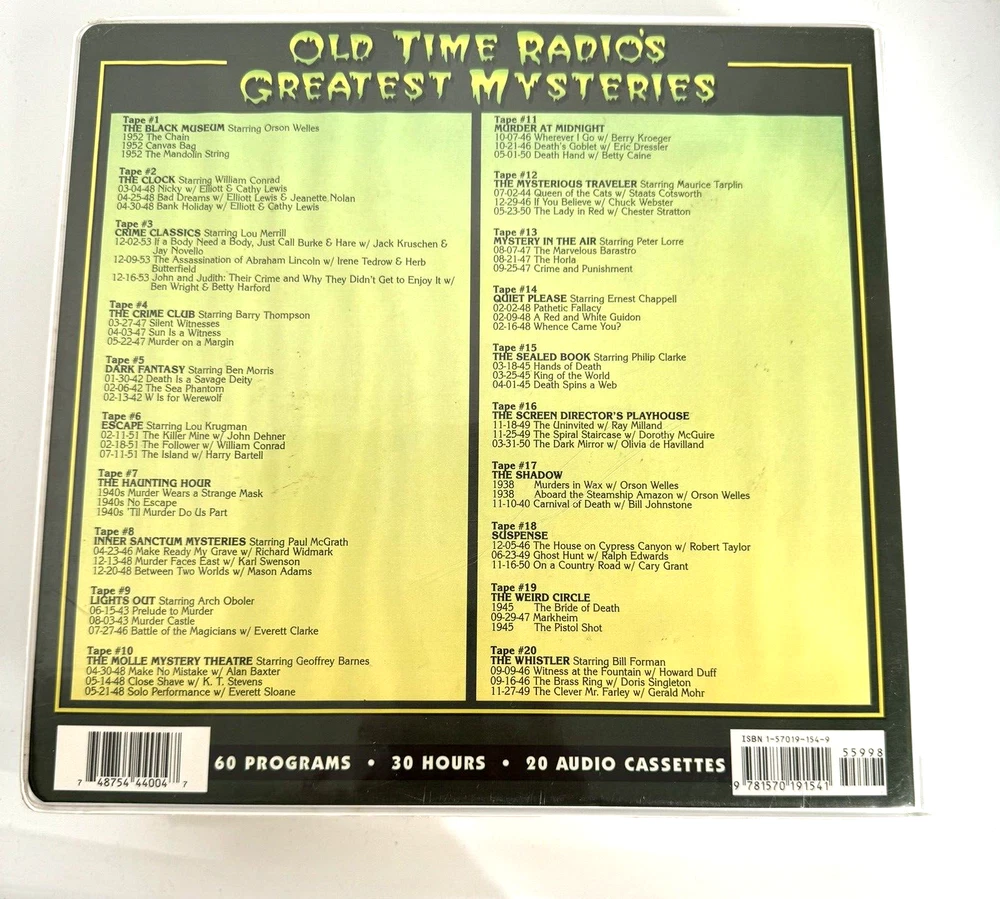 OLD TIME RADIO'S
GREATEST MYSTERIES
Tape #1
THE BLACK MUSEUM Starring Orson Welles
1952 The Chain
1952 Canvas Bag
1952 The Mandolin String
Tape #2
THE CLOCK Starring William Conrad
03-04-48 Nicky w/ Elliott & Cathy Lewis
04-25-48 Bad Dreams w/ Elliott Lewis & Jeanette Nolan
04-30-48 Bank Holiday w/ Elliott & Cathy Lewis
Tape #3
CRIME CLASSICS Starring Lou Merrill
12-02-53 If a Body Need a Body, Just Call Burke & Hare w/ Jack Kruschen &
Jay Novello
12-09-53 The Assassination of Abraham Lincoln w/ Irene Tedrow & Herb
Butterfield
12-16-53 John and Judith: Their Crime and Why They Didn't Get to Enjoy It w/
Ben Wright & Betty Harford
Tape #4
THE CRIME CLUB Starring Barry Thompson
03-27-47 Silent Witnesses
04-03-47 Sun Is a Witness
05-22-47 Murder on a Margin
Tape #5
DARK FANTASY Starring Ben Morris
01-30-42 Death Is a Savage Deity
02-06-42 The Sea Phantom
02-13-42 W Is for Werewolf
Tape #6
ESCAPE Starring Lou Krugman
02-11-51 The Killer Mine w/ John Dehner
02-18-51 The Follower w/ William Conrad
07-11-51 The Island w/ Harry Bartell
Tape #7
THE HAUNTING HOUR
1940s Murder Wears a Strange Mask
1940s No Escape
1940s 'Til Murder Do Us Part
Tape #8
INNER SANCTUM MYSTERIES Starring Paul McGrath
04-23-46 Make Ready My Grave w/ Richard Widmark
12-13-48 Murder Faces East w/ Karl Swenson
12-20-48 Between Two Worlds w/ Mason Adams
Tape #9
LIGHTS OUT Starring Arch Oboler
06-15-43 Prelude to Murder
08-03-43 Murder Castle
07-27-46 Battle of the Magicians w/ Everett Clarke
Tape #10
THE MOLLE MYSTERY THEATRE Starring Geoffrey Barnes
04-30-48 Make No Mistake w/ Alan Baxter
05-14-48 Close Shave w/ K. T. Stevens
05-21-48 Solo Performance w/ Everett Sloane
Tape #11
MURDER AT MIDNIGHT
10-07-46 Wherever I Go w/ Berry Kroeger
10-21-46 Death's Goblet w/ Eric Dressler
05-01-50 Death Hand w/ Betty Caine
Tape #12
THE MYSTERIOUS TRAVELER Starring Maurice Tarplin
07-02-44 Queen of the Cats w/ Staats Cotsworth
12-29-46 If You Believe w/ Chuck Webster
05-23-50 The Lady in Red w/ Chester Stratton
Tape #13
MYSTERY IN THE AIR Starring Peter Lorre
08-07-47 The Marvelous Barastro
08-21-47 The Horla
09-25-47 Crime and Punishment
Tape #14
QUIET PLEASE Starring Ernest Chappell
02-02-48 Pathetic Fallacy
02-09-48 A Red and White Guidon
02-16-48 Whence Came You?
Tape #15
THE SEALED BOOK Starring Philip Clarke
03-18-45 Hands of Death
03-25-45 King of the World
04-01-45 Death Spins a Web
Tape #16
THE SCREEN DIRECTOR'S PLAYHOUSE
11-18-49 The Uninvited w/ Ray Milland
11-25-49 The Spiral Staircase w/ Dorothy McGuire
03-31-50 The Dark Mirror w/ Olivia de Havilland
Tape #17
THE SHADOW
1938 Murders in Wax w/ Orson Welles
1938 Aboard the Steamship Amazon w/ Orson Welles
11-10-40 Carnival of Death w/ Bill Johnstone
Tape #18
SUSPENSE
12-05-46 The House on Cypress Canyon w/ Robert Taylor
06-23-49 Ghost Hunt w/ Ralph Edwards
11-16-50 On a Country Road w/ Cary Grant
Tape #19
THE WEIRD CIRCLE
1945 The Bride of Death
09-29-47 Markheim
1945 The Pistol Shot
Tape #20
THE WHISTLER Starring Bill Forman
09-09-46 Witness at the Fountain w/ Howard Duff
09-16-46 The Brass Ring w/ Doris Singleton
11-27-49 The Clever Mr. Farley w/ Gerald Mohr
7 48754 44004 7
60 PROGRAMS • 30 HOURS • 20 AUDIO CASSETTES
ISBN 1-57019-154-9
55998
9 781570 191541